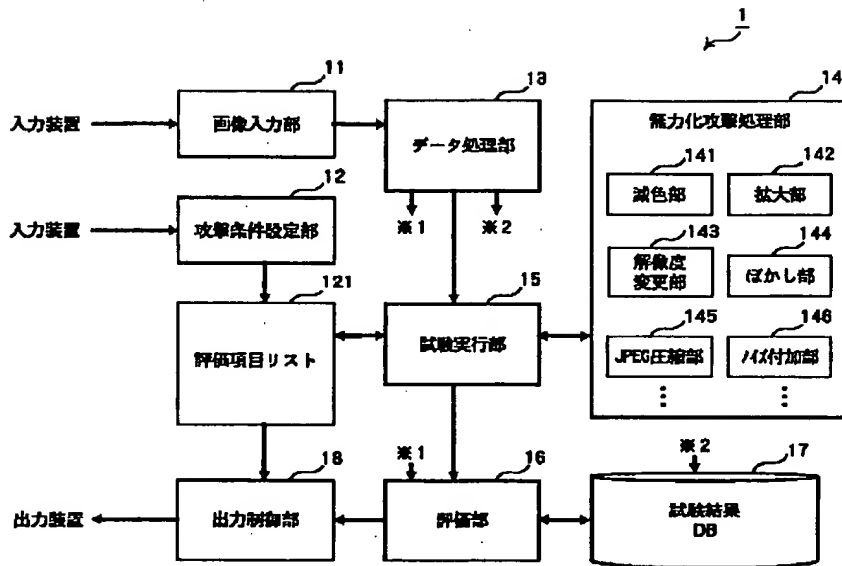 1
11
13
14
入力装置
画像入力部
データ処理部
無力化攻撃処理部
141
142
減色部
拡大部
12
※1
※2
入力装置
攻撃条件設定部
143
144
解像度
変更部
ぼかし部
121
15
評価項目リスト
試験実行部
145
146
JPEG圧縮部
ノイズ付加部
18
※1
16
※2
17
出力装置
出力制御部
評価部
試験結果
DB